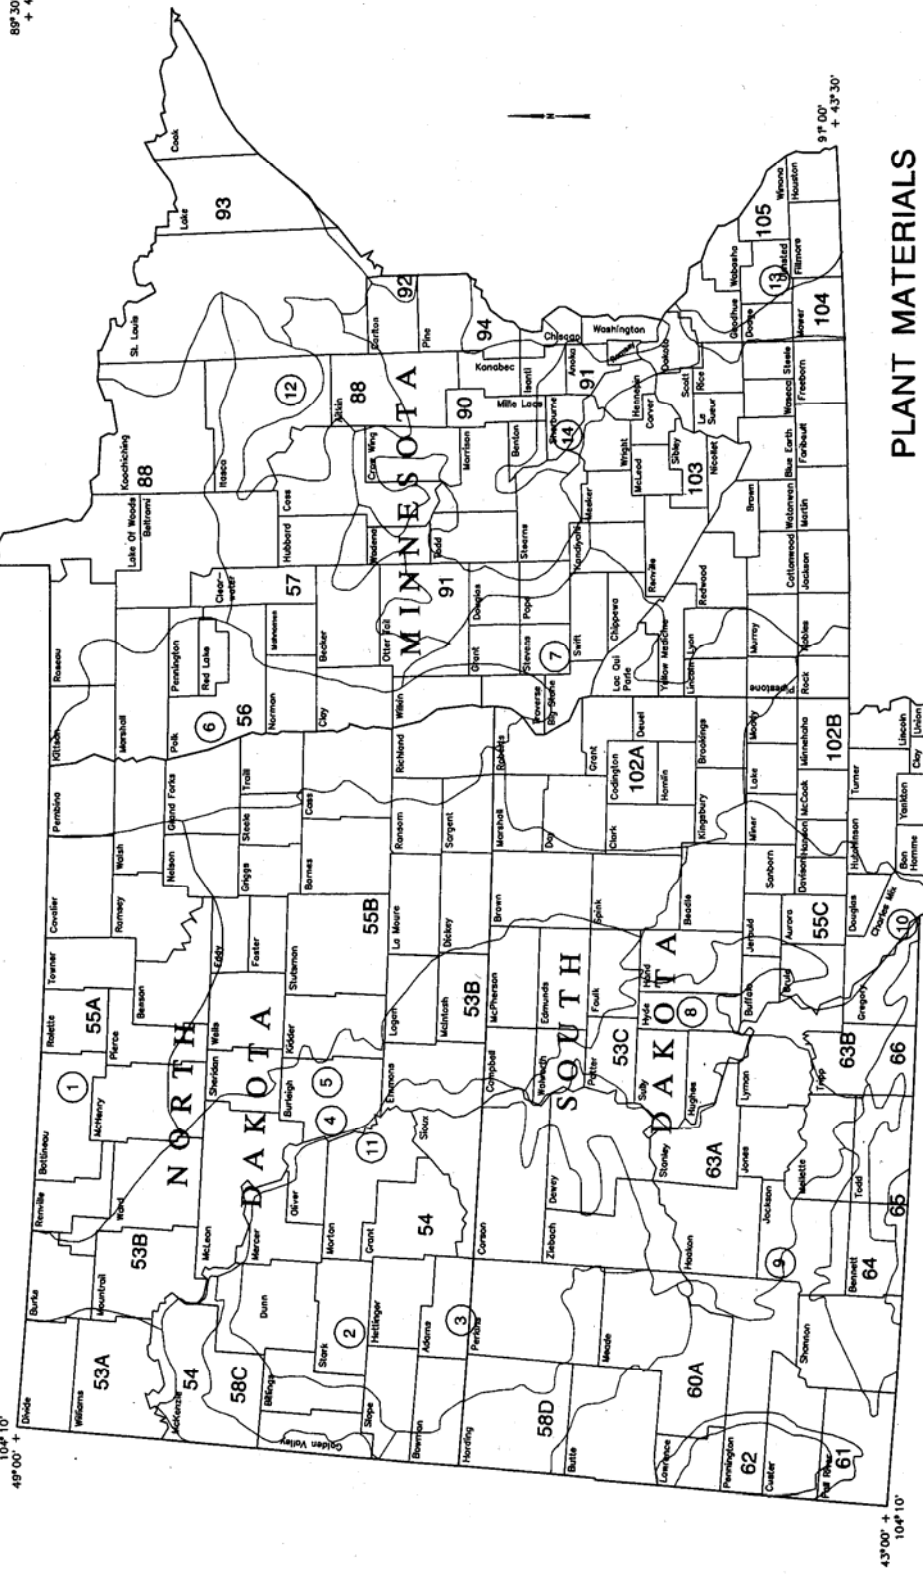 89°30'
+ 4
104°10'
49°00' +
Divide
Burke
Renville
Bottineau
Rolette
Towner
Cavalier
Pembina
Kittson
Roseau
Lake Of Woods
Williams
Mountrail
Ward
McHenry
Pierce
Benson
Ramsey
Walsh
Marshall
Beltrami
Koochiching
St. Louis
Lake
Cook
53A
53B
1
55A
88
93
McKenzie
McLean
Sheridan
Wells
Eddy
Nelson
Grand Forks
Polk
Pennington
Red Lake
Clear-
water
Itasca
54
58C
NORTH
DAKOTA
6
56
12
Golden Valley
Billings
Dunn
Mercer
Oliver
Burleigh
Kidder
Stutsman
Foster
Griggs
Steele
Traill
Norman
Mahnomen
Hubbard
Cass
Aitkin
Carlton
57
88
92
Slope
Stark
Morton
Barnes
Cass
Clay
Becker
Wadena
Crow Wing
Pine
2
4
5
55B
MINNESOTA
Bowman
Hettinger
Adams
Grant
Sioux
Emmons
Logan
La Moure
Ransom
Richland
Wilkin
Otter Tail
Todd
Morrison
Mille Lacs
Kanabec
11
54
McIntosh
Dickey
Sargent
53B
91
90
94
Harding
Perkins
3
Corson
Campbell
McPherson
Brown
Marshall
Roberts
Traverse
Grant
Douglas
Stevens
Pope
Stearns
Benton
Sherburne
Isanti
Chisago
7
14
91
Butte
Meade
Ziebach
Dewey
Walworth
Edmunds
Day
Big Stone
Swift
Kandiyohi
Meeker
Wright
Anoka
Hennepin
Ramsey
Washington
58D
SOUTH
DAKOTA
Potter
Faulk
Spink
Clark
Codington
Grant
Deuel
Hamlin
Lac Qui
Parle
Chippewa
Yellow Medicine
Renville
McLeod
Carver
Sibley
Scott
Dakota
53C
102A
103
Lawrence
Pennington
Custer
Fall River
Shannon
Haakon
Stanley
Sully
Hughes
Hyde
Hand
Beadle
Kingsbury
Brookings
Lincoln
Lyon
Redwood
Brown
Nicollet
Le
Sueur
Rice
Goodhue
Wabasha
60A
63A
8
62
61
Jackson
Jones
Lyman
Buffalo
Jerauld
Sanborn
Miner
Lake
Moody
Pipestone
Murray
Cottonwood
Watonwan
Blue Earth
Waseca
Steele
Dodge
Olmsted
Winona
9
13
105
Bennett
Mellette
Todd
Tripp
Gregory
Brule
Aurora
Davison
Hanson
McCook
Minnehaha
Rock
Nobles
Jackson
Martin
Faribault
Freeborn
Mower
Fillmore
Houston
64
65
66
63B
55C
102B
104
91°00'
+ 43°30'
Charles Mix
10
Douglas
Hutchinson
Turner
Lincoln
Bon
Homme
Yankton
Clay
Union
43°00' +
104°10'
N
PLANT MATERIALS